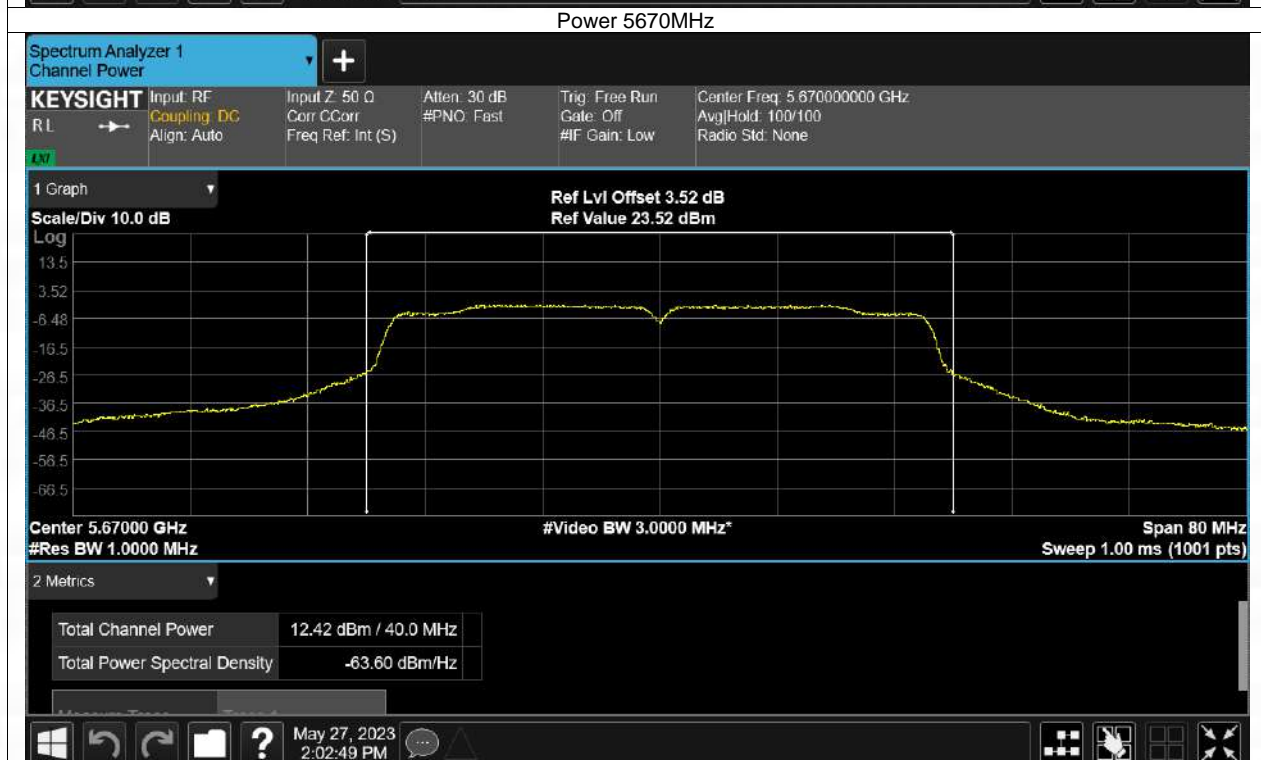 Power 5670MHz
Spectrum Analyzer 1
Channel Power
KEYSIGHT
RL
LXI
Input: RF
Coupling: DC
Align: Auto
Input Z: 50 Ω
Corr CCorr
Freq Ref: Int (S)
Atten: 30 dB
#PNO: Fast
Trig: Free Run
Gate: Off
#IF Gain: Low
Center Freq: 5.670000000 GHz
Avg|Hold: 100/100
Radio Std: None
1 Graph
Scale/Div 10.0 dB
Ref Lvl Offset 3.52 dB
Ref Value 23.52 dBm
Log
13.5
3.52
-6.48
-16.5
-26.5
-36.5
-46.5
-56.5
-66.5
Center 5.67000 GHz
#Video BW 3.0000 MHz*
Span 80 MHz
#Res BW 1.0000 MHz
Sweep 1.00 ms (1001 pts)
2 Metrics
Total Channel Power 12.42 dBm / 40.0 MHz
Total Power Spectral Density -63.60 dBm/Hz
May 27, 2023
2:02:49 PM